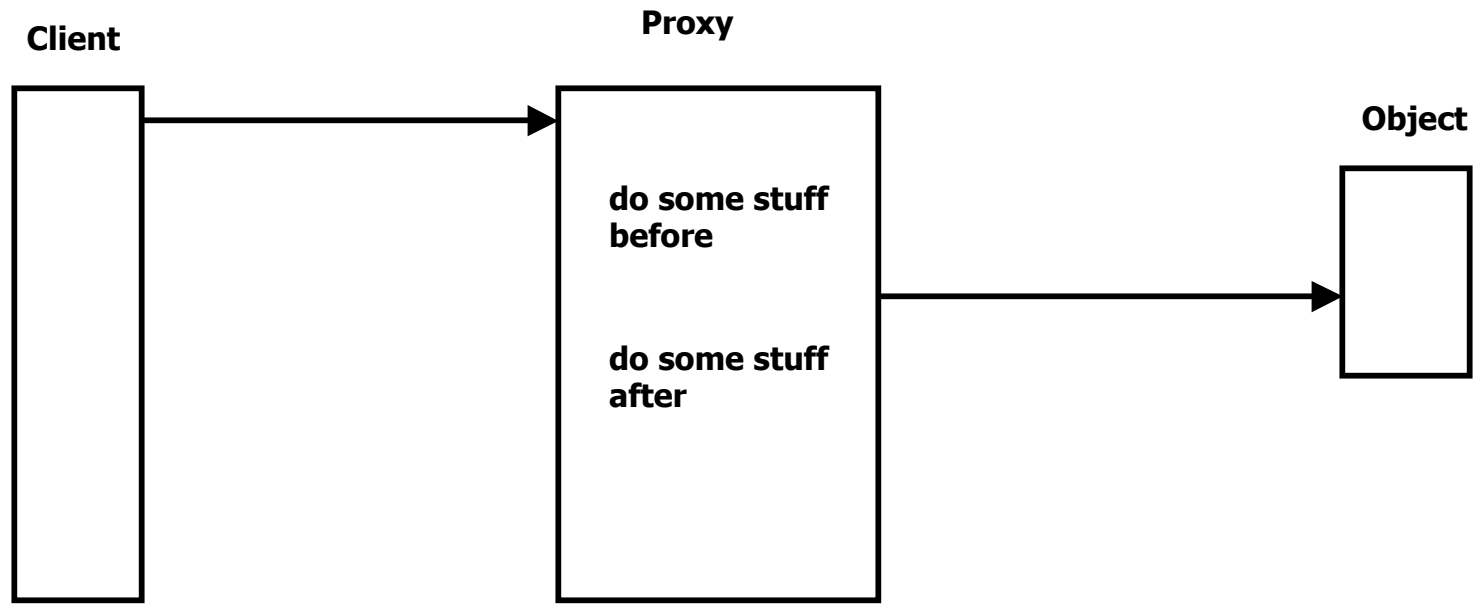 Client
Proxy
Object
do some stuff
before
do some stuff
after